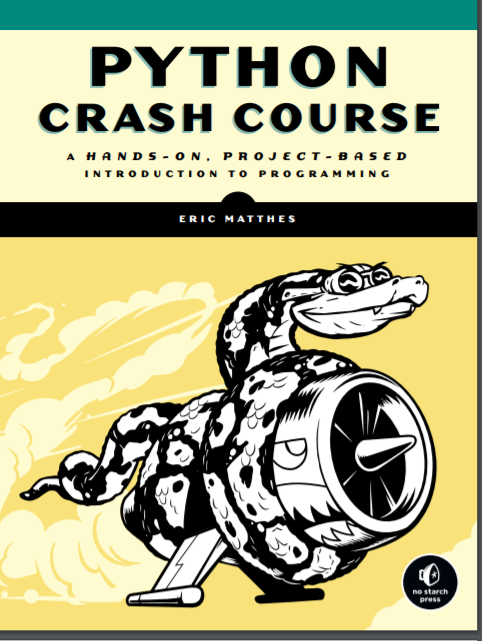 PYTHON
CRASH COURSE
A HANDS-ON, PROJECT-BASED
INTRODUCTION TO PROGRAMMING
ERIC MATTHES
no starch
press